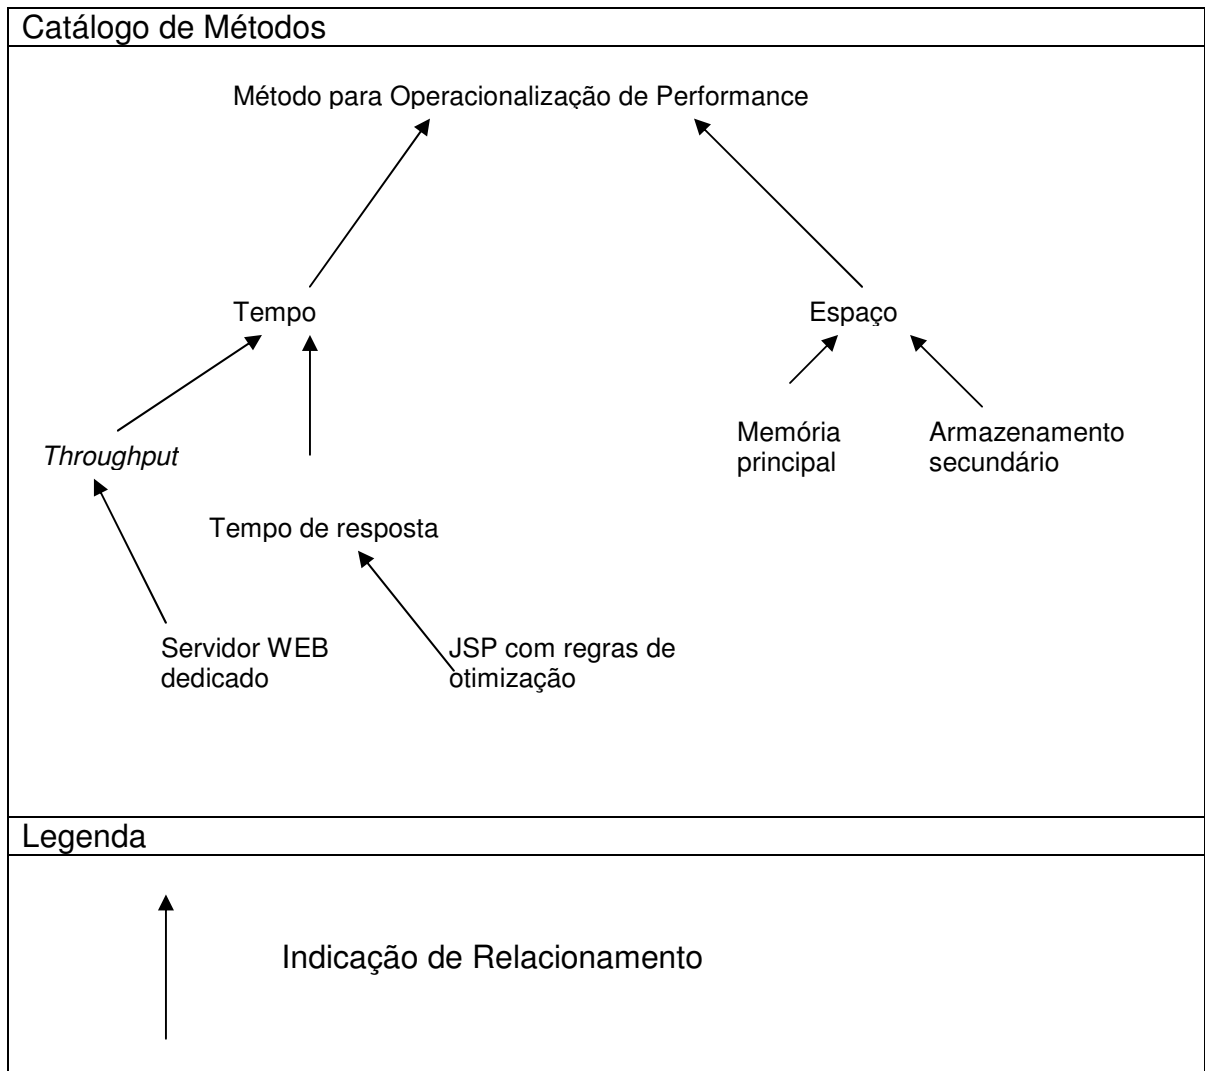 Catálogo de Métodos
Método para Operacionalização de Performance
Tempo
Espaço
Throughput
Memória
principal
Armazenamento
secundário
Tempo de resposta
Servidor WEB
dedicado
JSP com regras de
otimização
Legenda
Indicação de Relacionamento